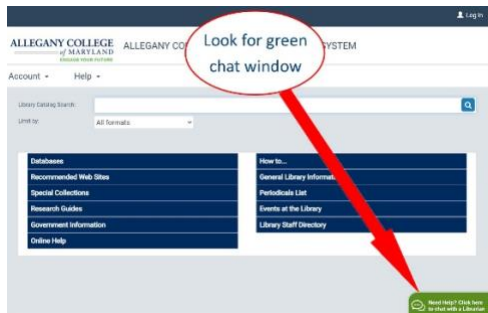 Log In
ALLEGANY COLLEGE
of MARYLAND
ENGAGE YOUR FUTURE
ALLEGANY CO
SYSTEM
Look for green
chat window
Account
Help
Library Catalog Search:
Limit by:
All formats
Databases
Recommended Web Sites
Special Collections
Research Guides
Government Information
Online Help
How to...
General Library Informat
Periodicals List
Events at the Library
Library Staff Directory
Need Help? Click here
to chat with a Librarian